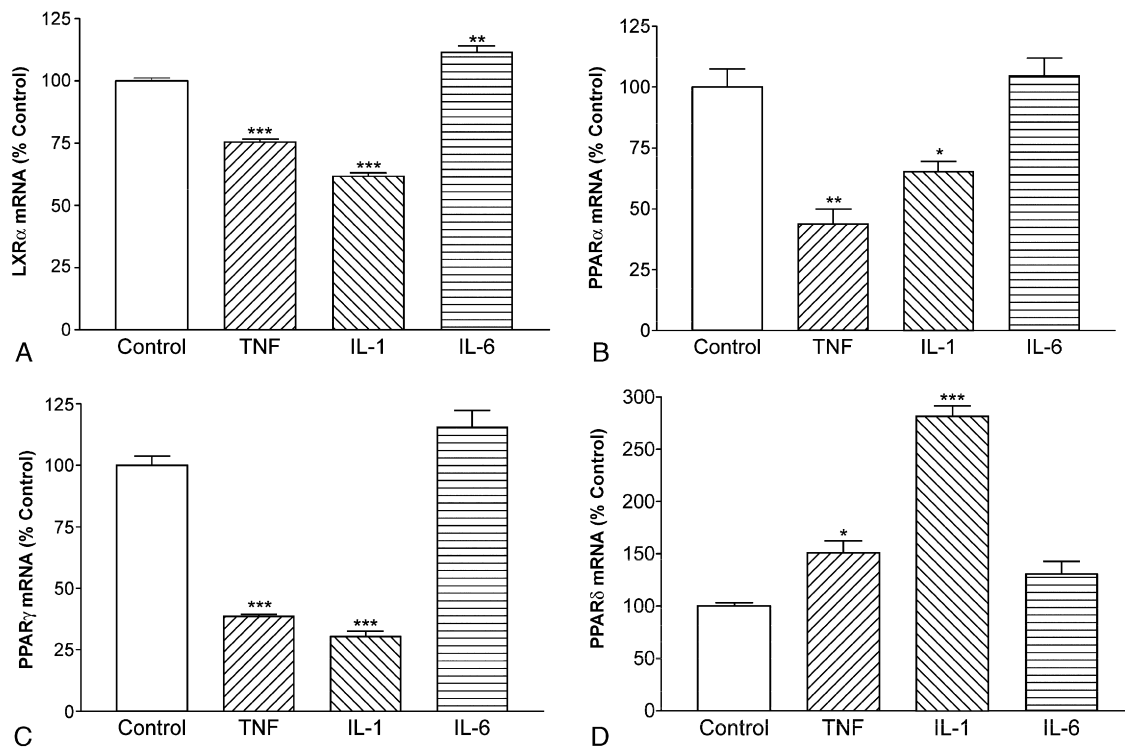 LXRα mRNA (% Control)
125
100
75
50
25
0
**
***
***
Control TNF IL-1 IL-6
A
PPARα mRNA (% Control)
125
100
75
50
25
0
**
*
Control TNF IL-1 IL-6
B
PPARγ mRNA (% Control)
125
100
75
50
25
0
***
***
Control TNF IL-1 IL-6
C
PPARδ mRNA (% Control)
300
250
200
150
100
50
0
*
***
Control TNF IL-1 IL-6
D